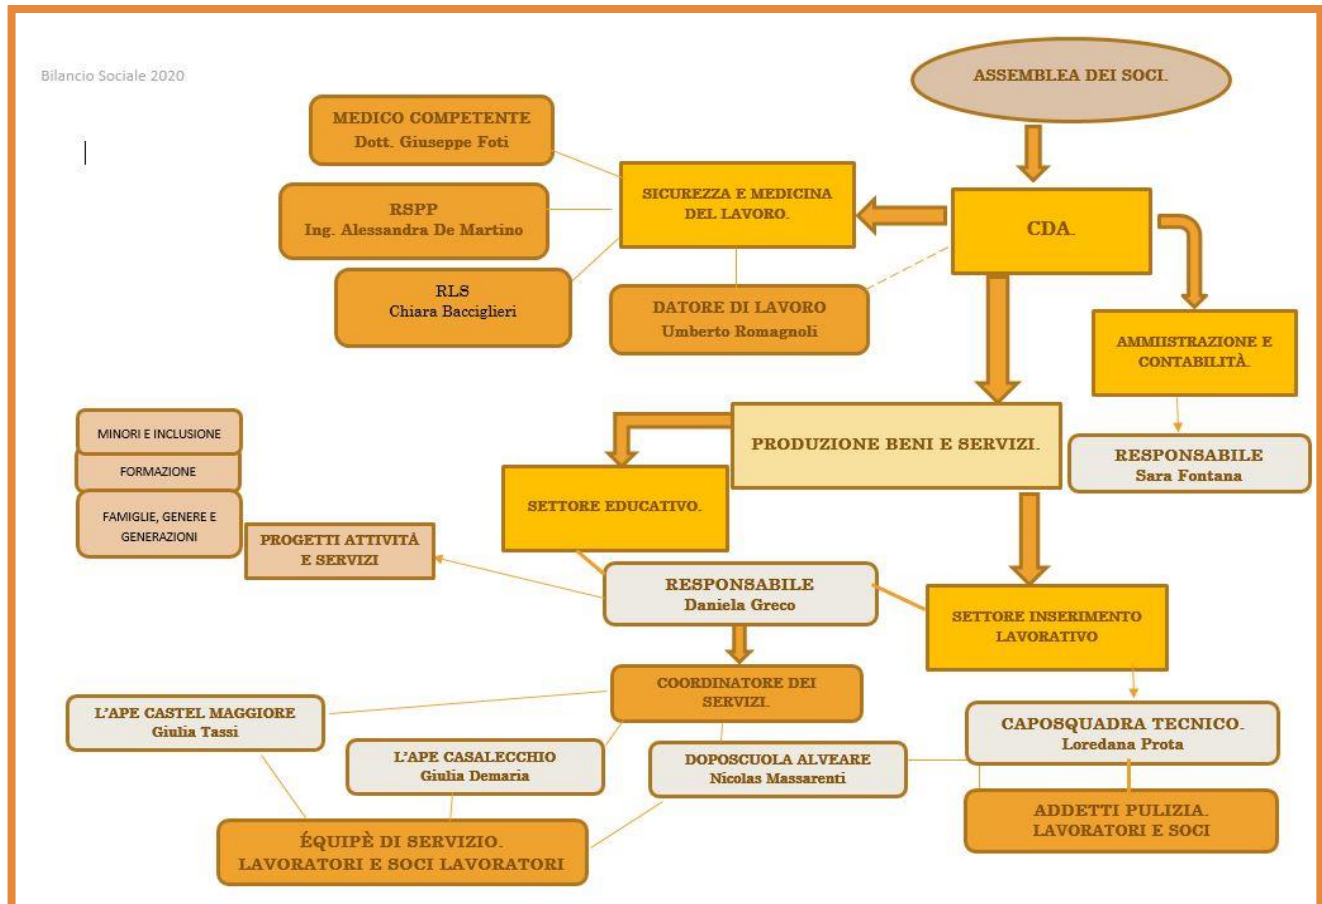 Bilancio Sociale 2020
ASSEMBLEA DEI SOCI.
MEDICO COMPETENTE
Dott. Giuseppe Foti
SICUREZZA E MEDICINA
DEL LAVORO.
CDA.
RSPP
Ing. Alessandra De Martino
RLS
Chiara Bacciglieri
DATORE DI LAVORO
Umberto Romagnoli
AMMIISTRAZIONE E
CONTABILITÀ.
PRODUZIONE BENI E SERVIZI.
RESPONSABILE
Sara Fontana
MINORI E INCLUSIONE
FORMAZIONE
FAMIGLIE, GENERE E
GENERAZIONI
SETTORE EDUCATIVO.
PROGETTI ATTIVITÀ
E SERVIZI
RESPONSABILE
Daniela Greco
SETTORE INSERIMENTO
LAVORATIVO
COORDINATORE DEI
SERVIZI.
L'APE CASTEL MAGGIORE
Giulia Tassi
L'APE CASALECCHIO
Giulia Demaria
DOPOSCUOLA ALVEARE
Nicolas Massarenti
CAPOSQUADRA TECNICO.
Loredana Prota
ADDETTI PULIZIA.
LAVORATORI E SOCI
ÉQUIPÈ DI SERVIZIO.
LAVORATORI E SOCI LAVORATORI